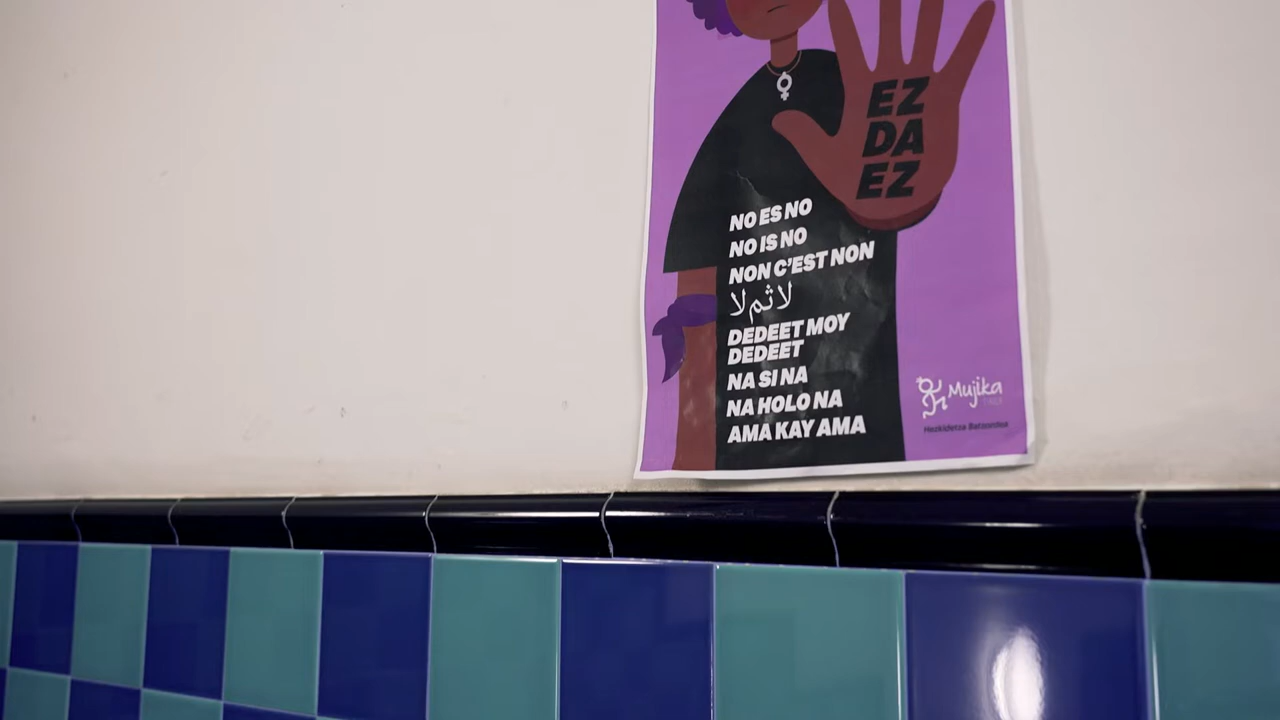 EZ
DA
EZ
NO ES NO
NO IS NO
NON C'EST NON
لا ثم لا
DEDEET MOY
DEDEET
NA SI NA
NA HOLO NA
AMA KAY AMA
Mujika
Hezkidetza Batzordea